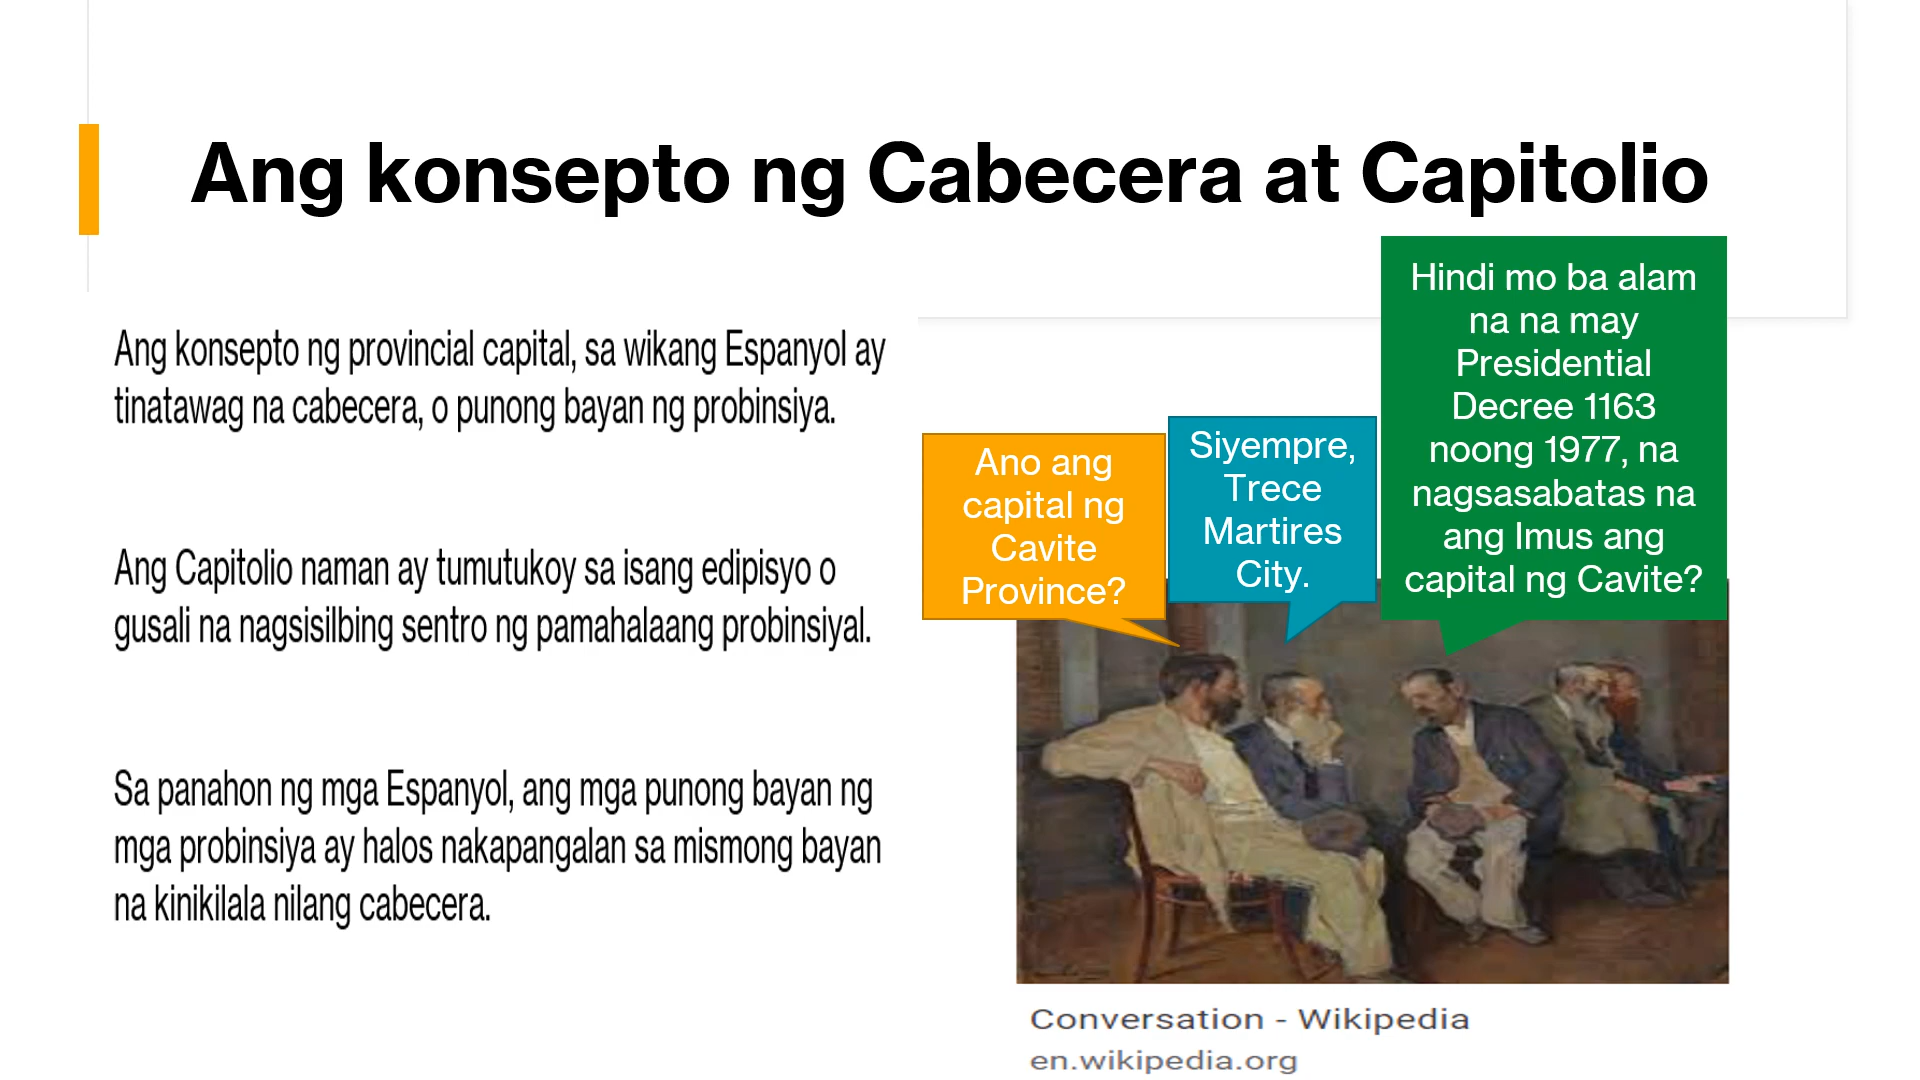 Ang konsepto ng Cabecera at Capitolio
Ang konsepto ng provincial capital, sa wikang Espanyol ay
tinatawag na cabecera, o punong bayan ng probinsiya.
Ang Capitolio naman ay tumutukoy sa isang edipisyo o
gusali na nagsisilbing sentro ng pamahalaang probinsiyal.
Sa panahon ng mga Espanyol, ang mga punong bayan ng
mga probinsiya ay halos nakapangalan sa mismong bayan
na kinikilala nilang cabecera.
Ano ang
capital ng
Cavite
Province?
Siyempre,
Trece
Martires
City.
Hindi mo ba alam
na na may
Presidential
Decree 1163
noong 1977, na
nagsasabatas na
ang Imus ang
capital ng Cavite?
Conversation - Wikipedia
en.wikipedia.org